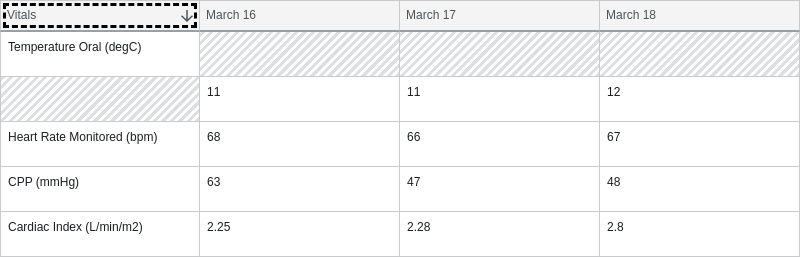 Vitals March 16 March 17 March 18
Temperature Oral (degC)
11 11 12
Heart Rate Monitored (bpm) 68 66 67
CPP (mmHg) 63 47 48
Cardiac Index (L/min/m2) 2.25 2.28 2.8